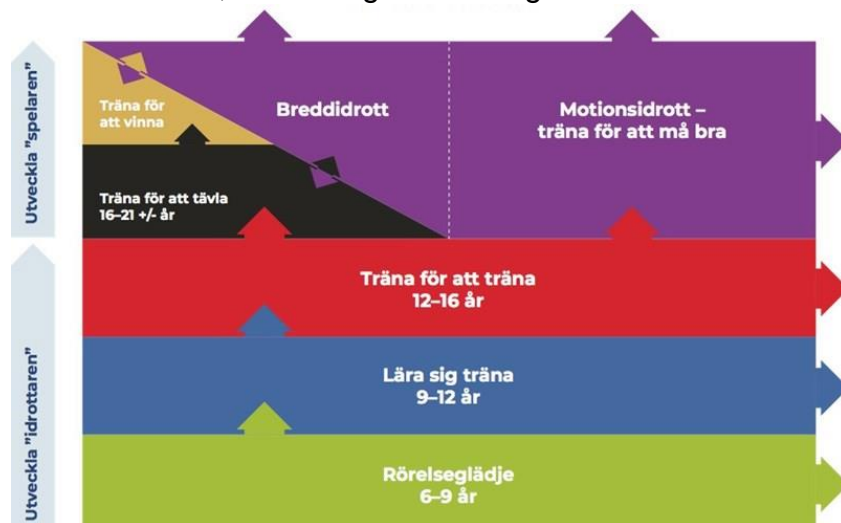 Utveckla "spelaren"
Träna för
att vinna
Träna för att tävla
16–21 +/- år
Breddidrott
Motionsidrott –
träna för att må bra
Utveckla "idrottaren"
Träna för att träna
12–16 år
Lära sig träna
9–12 år
Rörelseglädje
6–9 år